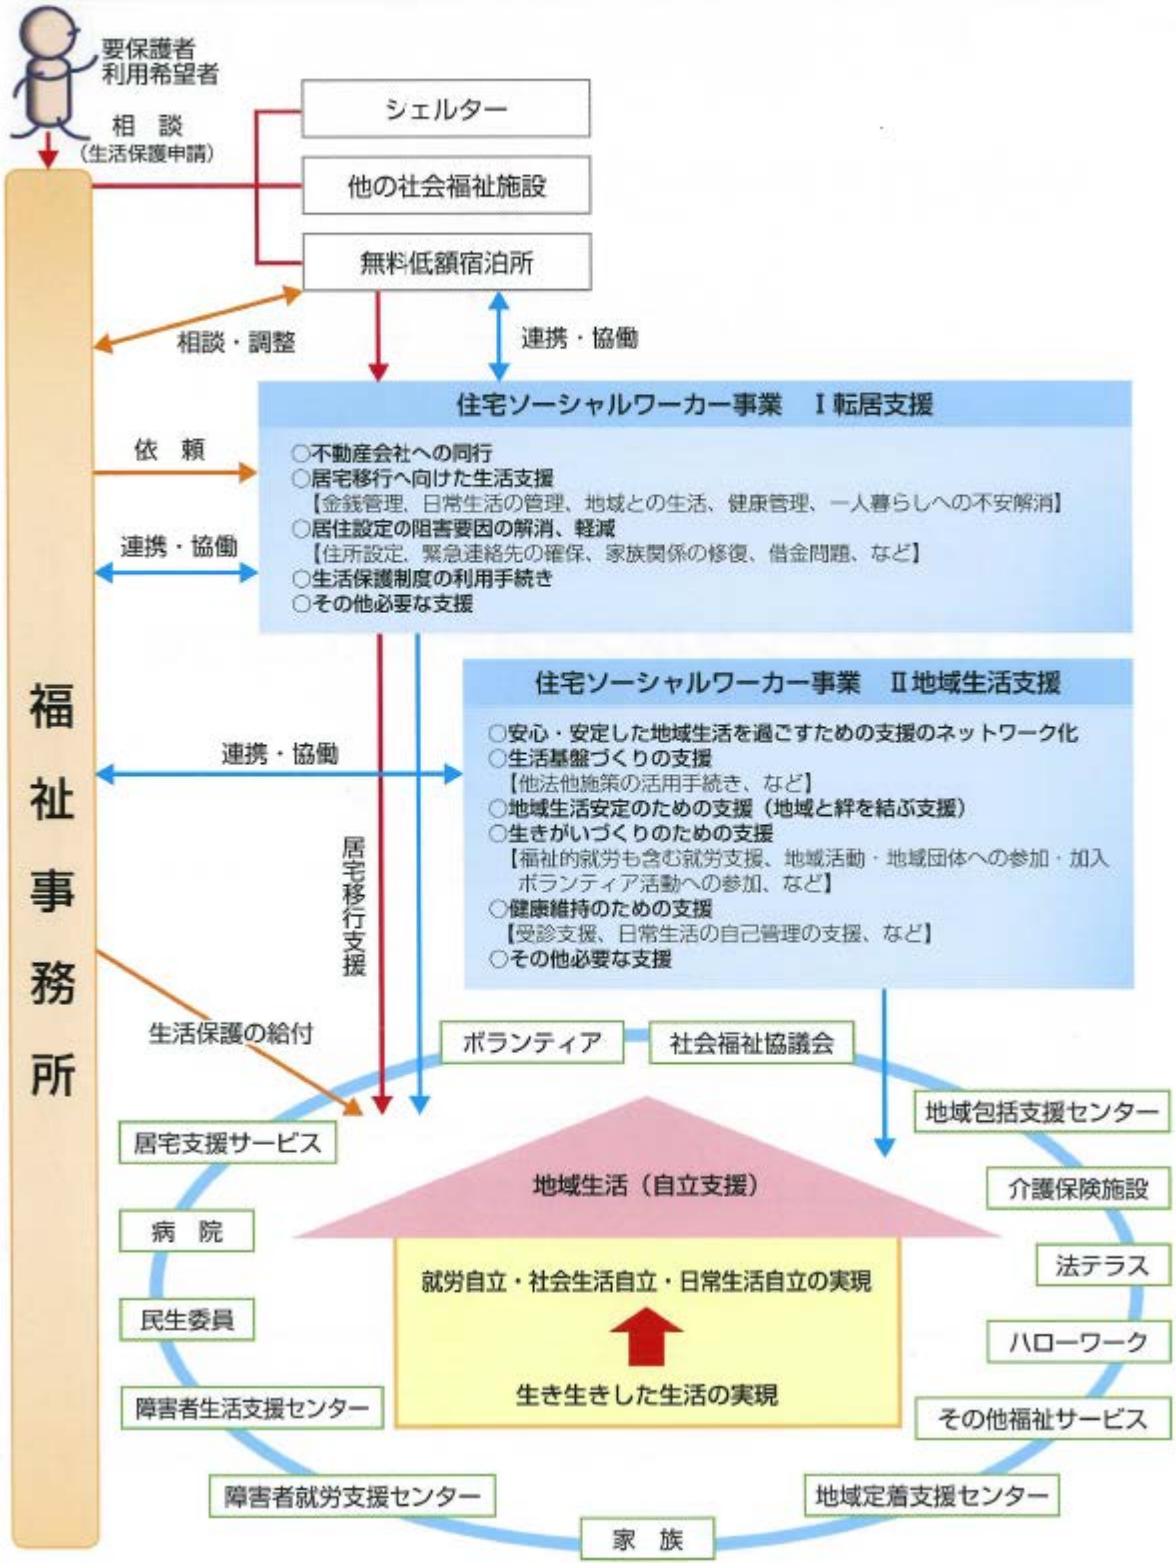 要保護者
利用希望者
相　談
（生活保護申請）
シェルター
他の社会福祉施設
無料低額宿泊所
相談・調整
連携・協働
住宅ソーシャルワーカー事業　Ⅰ転居支援
依　頼
○不動産会社への同行
○居宅移行へ向けた生活支援
【金銭管理、日常生活の管理、地域との生活、健康管理、一人暮らしへの不安解消】
○居住設定の阻害要因の解消、軽減
【住所設定、緊急連絡先の確保、家族関係の修復、借金問題、など】
○生活保護制度の利用手続き
○その他必要な支援
連携・協働
福祉事務所
住宅ソーシャルワーカー事業　Ⅱ地域生活支援
○安心・安定した地域生活を過ごすための支援のネットワーク化
○生活基盤づくりの支援
【他法他施策の活用手続き、など】
○地域生活安定のための支援（地域と絆を結ぶ支援）
○生きがいづくりのための支援
【福祉的就労も含む就労支援、地域活動・地域団体への参加・加入
ボランティア活動への参加、など】
○健康維持のための支援
【受診支援、日常生活の自己管理の支援、など】
○その他必要な支援
連携・協働
居宅移行支援
生活保護の給付
ボランティア
社会福祉協議会
地域包括支援センター
居宅支援サービス
介護保険施設
地域生活（自立支援）
病　院
法テラス
就労自立・社会生活自立・日常生活自立の実現
民生委員
ハローワーク
生き生きした生活の実現
障害者生活支援センター
その他福祉サービス
障害者就労支援センター
地域定着支援センター
家　族